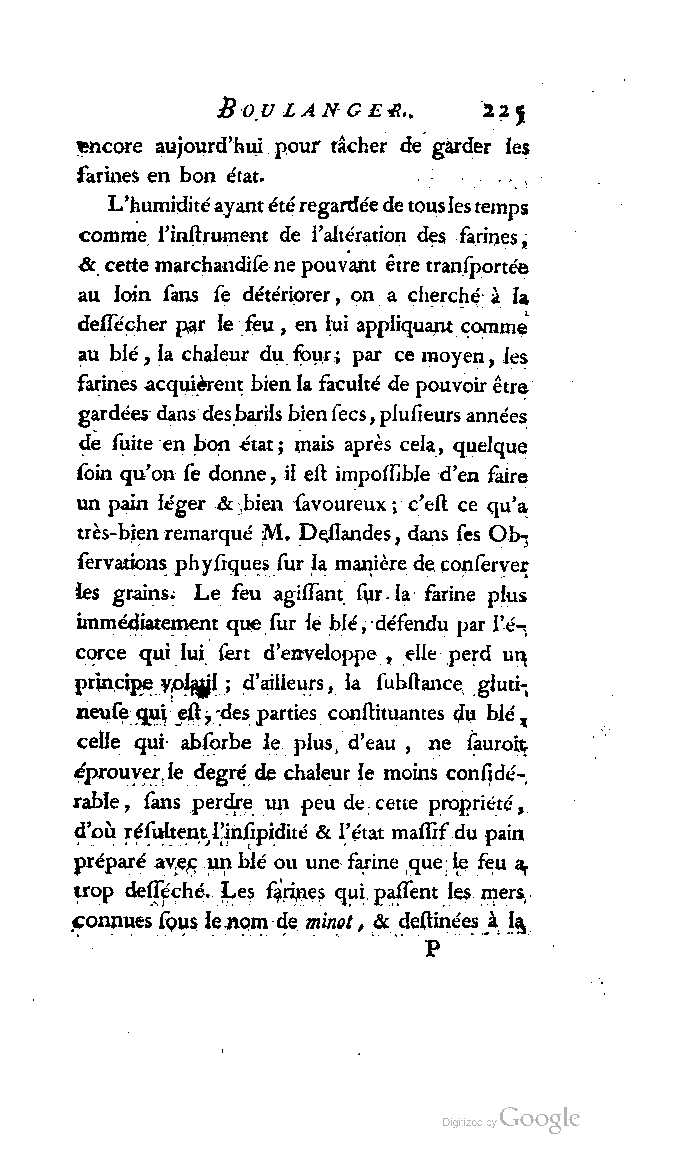 BOULANGER. 225
encore aujourd'hui pour tâcher de garder les
farines en bon état.
L'humidité ayant été regardée de tous les temps
comme l'inſtrument de l'altération des farines,
& cette marchandiſe ne pouvant être tranſportée
au loin ſans ſe détériorer, on a cherché à la
deſſécher par le feu, en lui appliquant comme
au blé, la chaleur du four; par ce moyen, les
farines acquièrent bien la faculté de pouvoir être
gardées dans des barils bien ſecs, pluſieurs années
de ſuite en bon état; mais après cela, quelque
ſoin qu'on ſe donne, il eſt impoſſible d'en faire
un pain léger & bien ſavoureux; c'eſt ce qu'a
très-bien remarqué M. Deſlandes, dans ſes Ob-
ſervations phyſiques ſur la manière de conſerver
les grains. Le feu agiſſant ſur la farine plus
immédiatement que ſur le blé, défendu par l'é-
corce qui lui ſert d'enveloppe, elle perd un
principe volatil; d'ailleurs, la ſubſtance gluti-
neuſe qui eſt, des parties conſtituantes du blé,
celle qui abſorbe le plus d'eau, ne ſauroit
éprouver le degré de chaleur le moins conſidé-
rable, ſans perdre un peu de cette propriété,
d'où réſultent l'inſipidité & l'état maſſif du pain
préparé avec un blé ou une farine que le feu a
trop deſſéché. Les farines qui paſſent les mers
connues ſous le nom de minot, & deſtinées à la
P
Digitized by Google